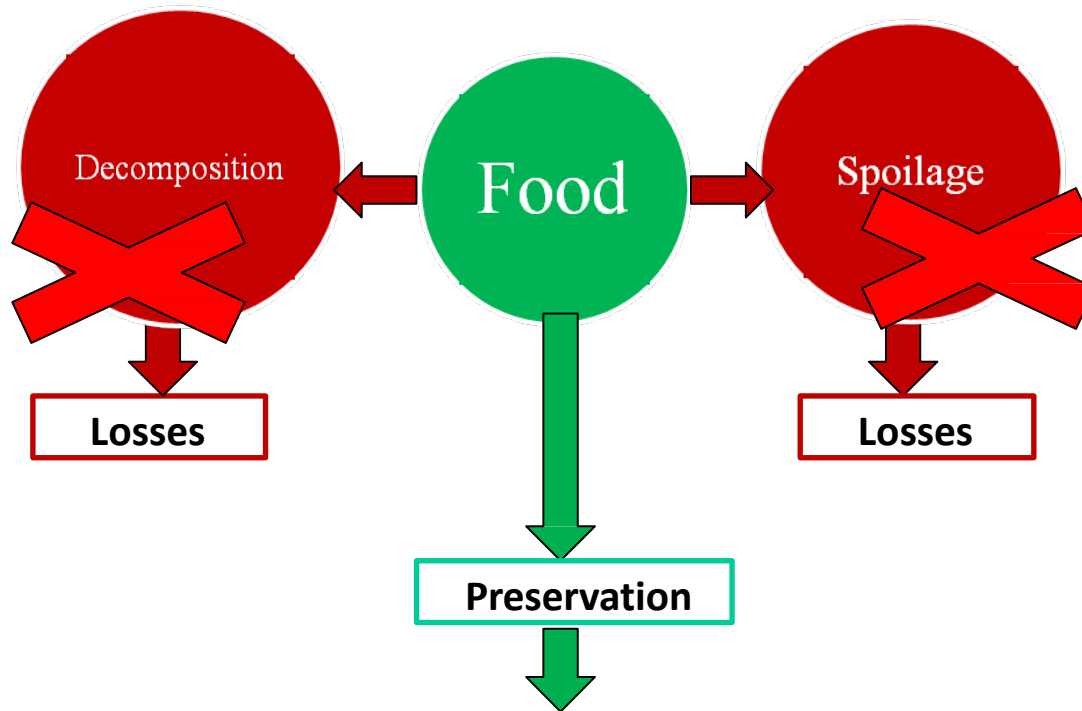 Decomposition
Food
Spoilage
Losses
Losses
Preservation